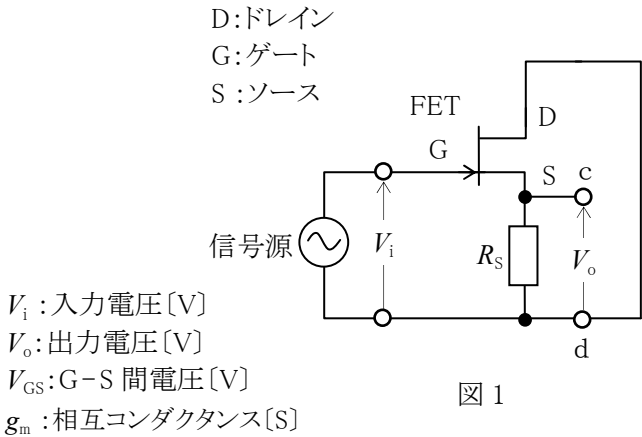 D:ドレイン
G:ゲート
S:ソース
FET
D
G
S c
信号源
Vi
RS
Vo
d
Vi:入力電圧〔V〕
Vo:出力電圧〔V〕
VGS:G-S 間電圧〔V〕
gm:相互コンダクタンス〔S〕
図 1